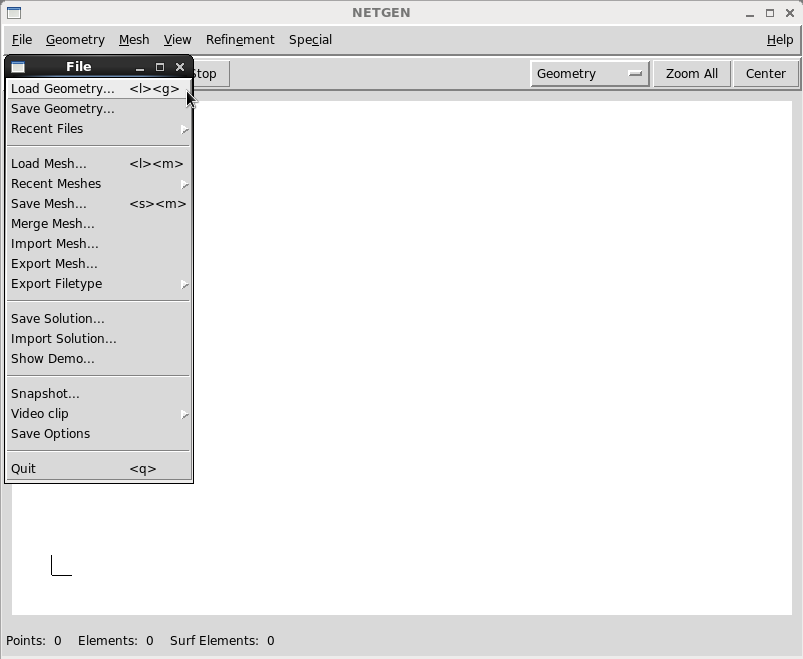 NETGEN
File Geometry Mesh View Refinement Special Help
File
top Geometry Zoom All Center
Load Geometry... <l><g>
Save Geometry...
Recent Files
Load Mesh... <l><m>
Recent Meshes
Save Mesh... <s><m>
Merge Mesh...
Import Mesh...
Export Mesh...
Export Filetype
Save Solution...
Import Solution...
Show Demo...
Snapshot...
Video clip
Save Options
Quit <q>
Points: 0 Elements: 0 Surf Elements: 0